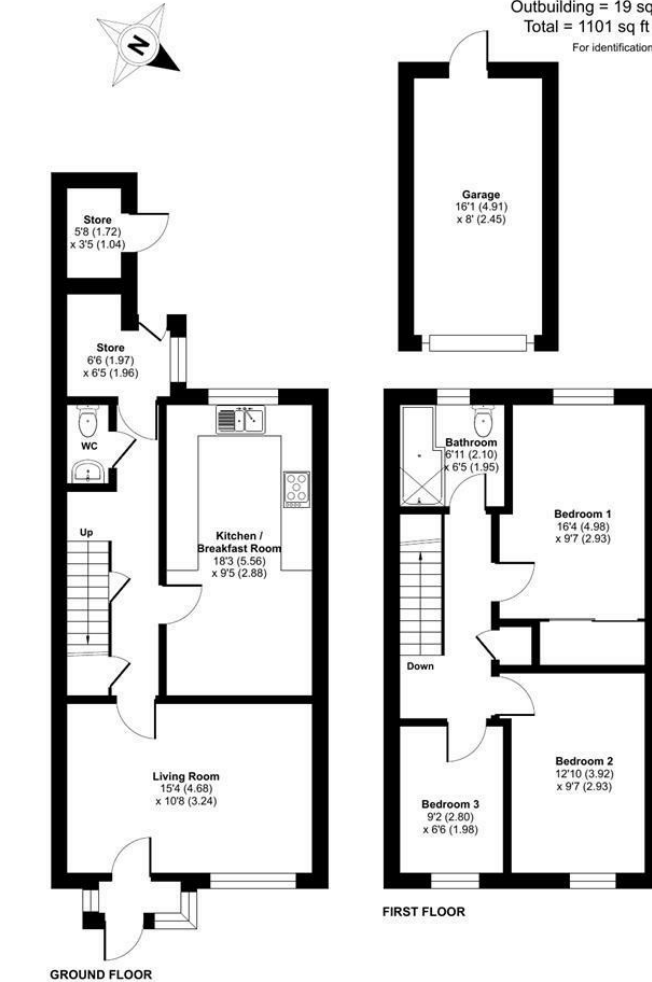 Outbuilding = 19 sq
Total = 1101 sq ft
For identification
N
Garage
16'1 (4.91)
x 8' (2.45)
Store
5'8 (1.72)
x 3'5 (1.04)
Store
6'6 (1.97)
x 6'5 (1.96)
WC
Up
Kitchen /
Breakfast Room
18'3 (5.56)
x 9'5 (2.88)
Living Room
15'4 (4.68)
x 10'8 (3.24)
GROUND FLOOR
Bathroom
6'11 (2.10)
x 6'5 (1.95)
Bedroom 1
16'4 (4.98)
x 9'7 (2.93)
Down
Bedroom 2
12'10 (3.92)
x 9'7 (2.93)
Bedroom 3
9'2 (2.80)
x 6'6 (1.98)
FIRST FLOOR